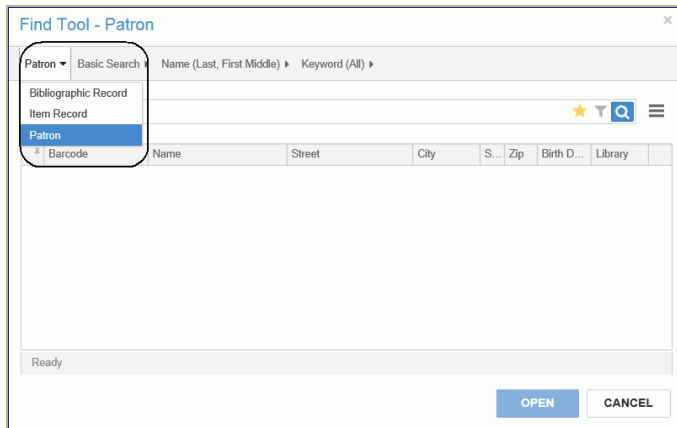 Find Tool - Patron
Patron Basic Search Name (Last, First Middle) Keyword (All)
Bibliographic Record
Item Record
Patron
Barcode Name Street City S... Zip Birth D... Library
Ready
OPEN CANCEL